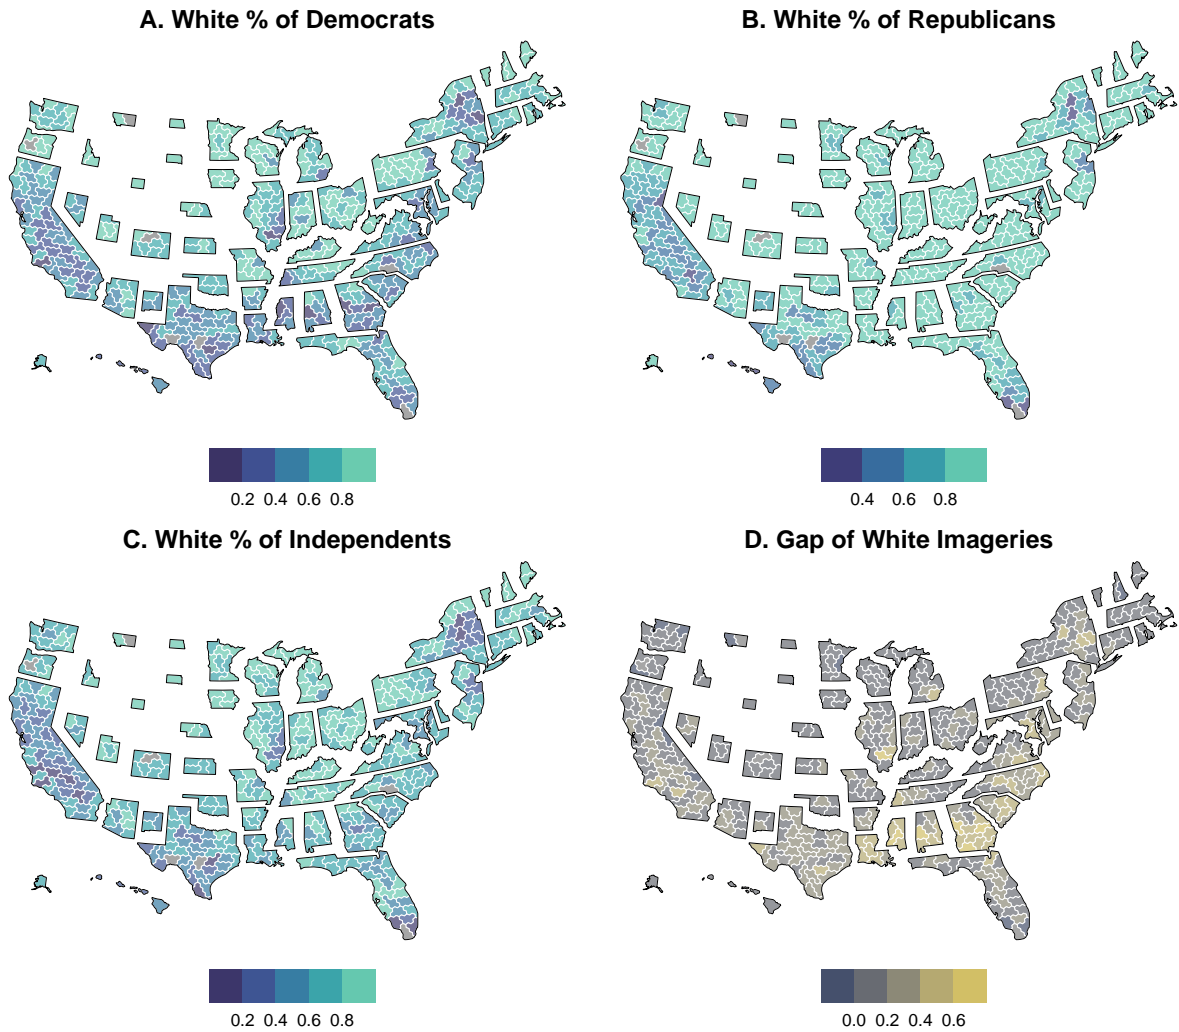 A. White % of Democrats
B. White % of Republicans
0.2 0.4 0.6 0.8
0.4 0.6 0.8
C. White % of Independents
D. Gap of White Imageries
0.2 0.4 0.6 0.8
0.0 0.2 0.4 0.6